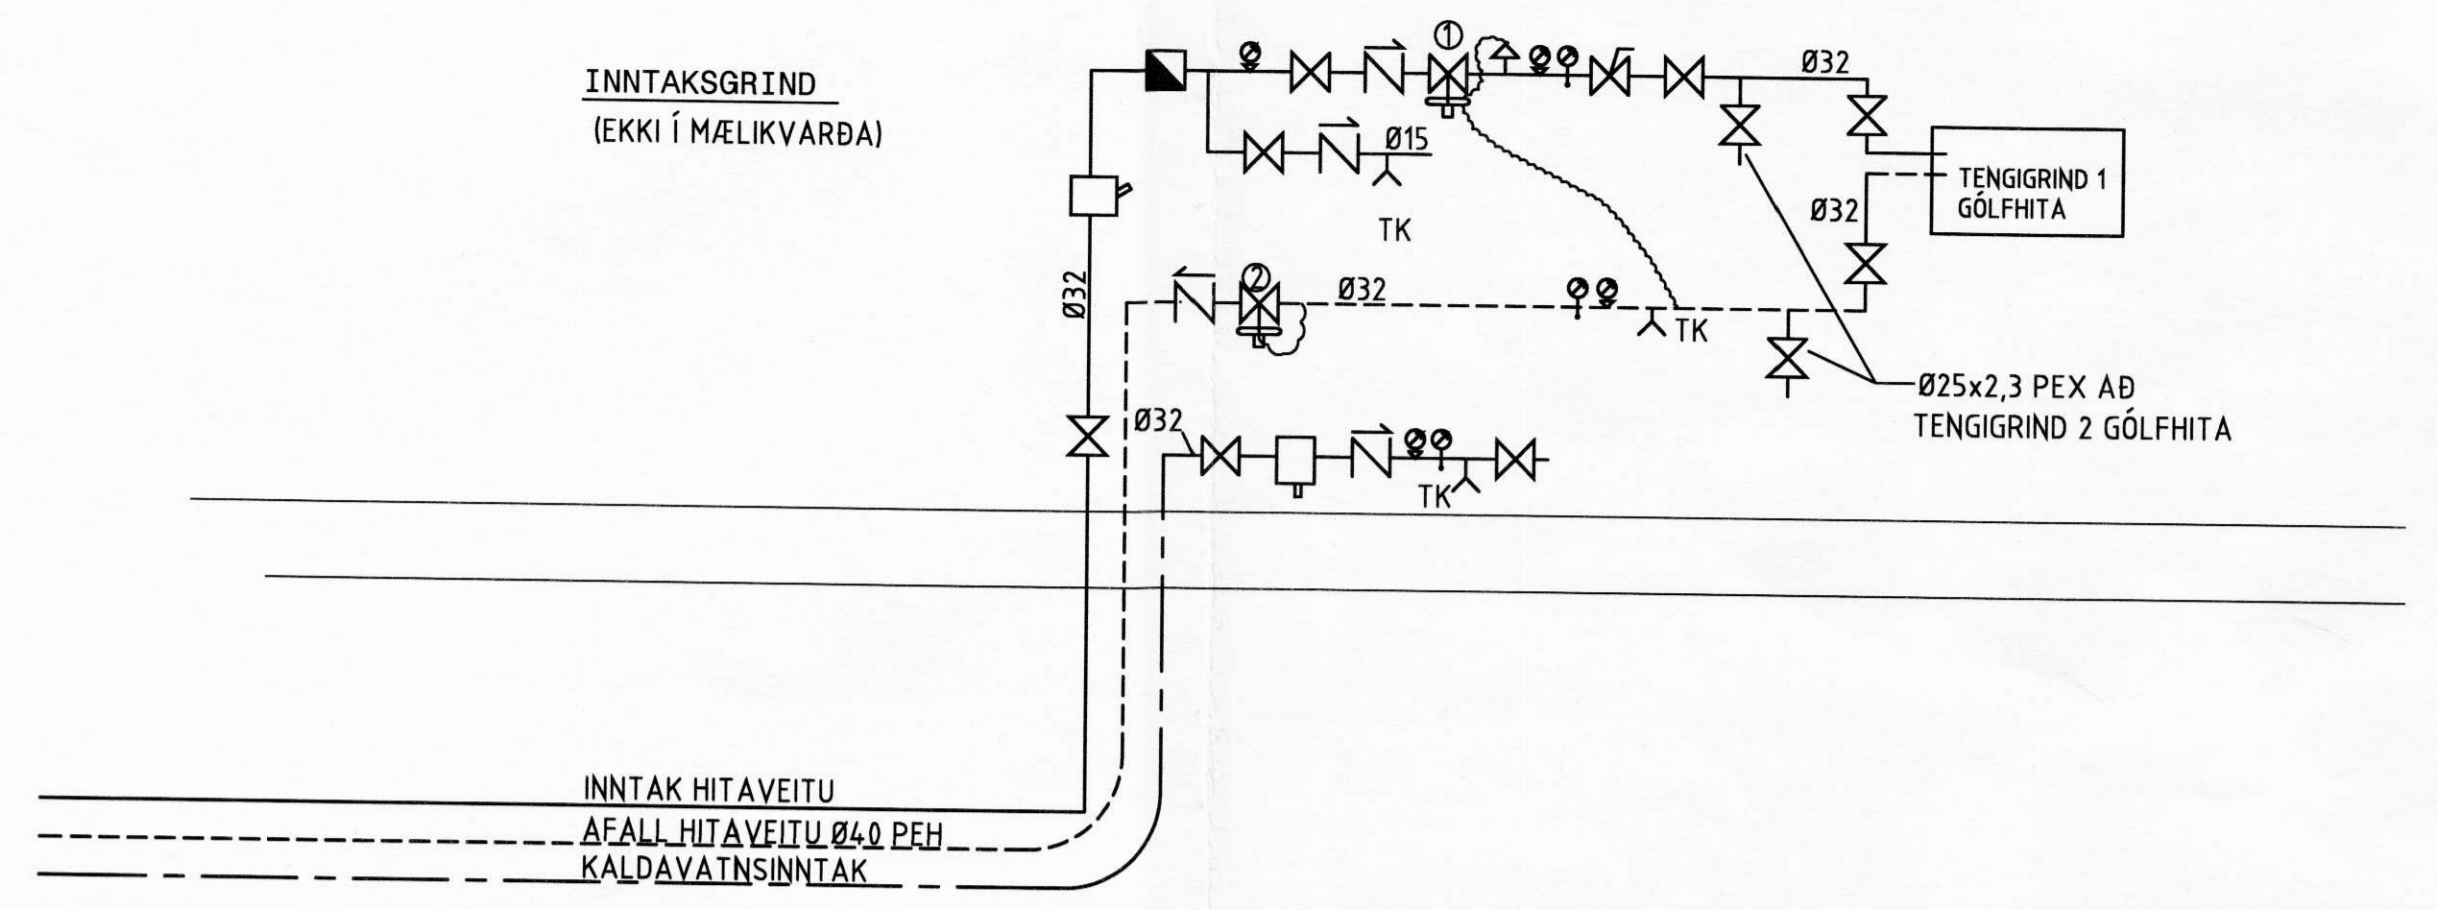 INNTAKSGRIND
(EKKI Í MÆLIKVARÐA)
1
Ø32
Ø15
TENGIGRIND 1
GÓLFHITA
TK
Ø32
Ø32
2
Ø32
TK
Ø25x2,3 PEX AÐ
TENGIGRIND 2 GÓLFHITA
Ø32
TK
INNTAK HITAVEITU
AFALL HITAVEITU Ø40 PEH
KALDAVATNSINNTAK